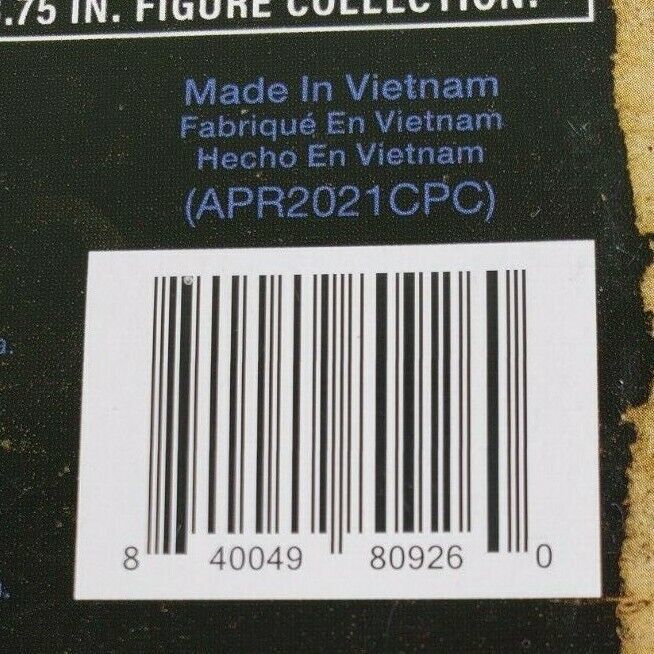 .75 IN. FIGURE COLLECTION.
Made In Vietnam
Fabriqué En Vietnam
Hecho En Vietnam
(APR2021CPC)
8 40049 80926 0